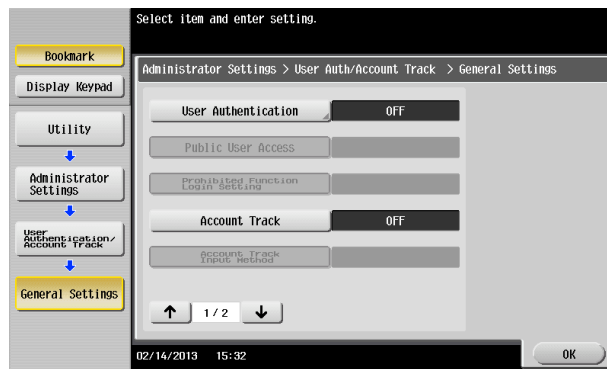 Select item and enter setting.
Bookmark
Display Keypad
Utility
Administrator
Settings
User
Authentication/
Account Track
General Settings
Administrator Settings > User Auth/Account Track > General Settings
User Authentication OFF
Public User Access
Prohibited Function
Login Setting
Account Track OFF
Account Track
Input Method
1/2
02/14/2013 15:32
OK